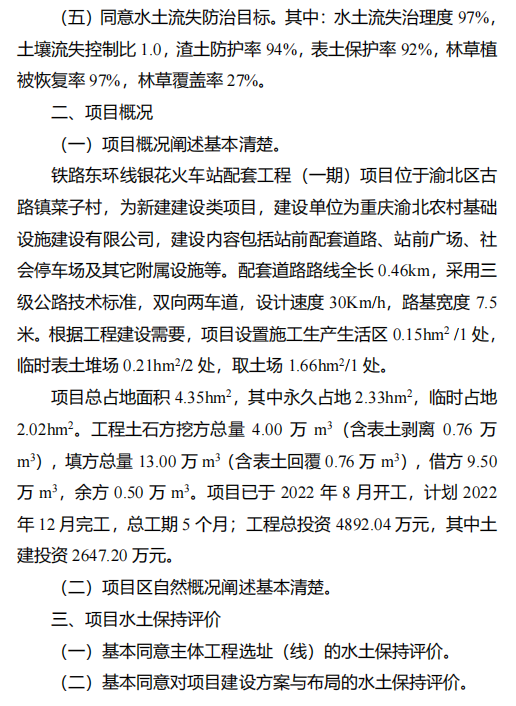 （五）同意水土流失防治目标。其中：水土流失治理度 97%，
土壤流失控制比 1.0，渣土防护率 94%，表土保护率 92%，林草植
被恢复率 97%，林草覆盖率 27%。
二、项目概况
（一）项目概况阐述基本清楚。
铁路东环线银花火车站配套工程（一期）项目位于渝北区古
路镇菜子村，为新建建设类项目，建设单位为重庆渝北农村基础
设施建设有限公司，建设内容包括站前配套道路、站前广场、社
会停车场及其它附属设施等。配套道路路线全长 0.46km，采用三
级公路技术标准，双向两车道，设计速度 30Km/h，路基宽度 7.5
米。根据工程建设需要，项目设置施工生产生活区 0.15hm² /1 处，
临时表土堆场 0.21hm²/2 处，取土场 1.66hm²/1 处。
项目总占地面积 4.35hm²，其中永久占地 2.33hm²，临时占地
2.02hm²。工程土石方挖方总量 4.00 万 m³（含表土剥离 0.76 万
m³），填方总量 13.00 万 m³（含表土回覆 0.76 万 m³），借方 9.50
万 m³，余方 0.50 万 m³。项目已于 2022 年 8 月开工，计划 2022
年 12 月完工，总工期 5 个月；工程总投资 4892.04 万元，其中土
建投资 2647.20 万元。
（二）项目区自然概况阐述基本清楚。
三、项目水土保持评价
（一）基本同意主体工程选址（线）的水土保持评价。
（二）基本同意对项目建设方案与布局的水土保持评价。